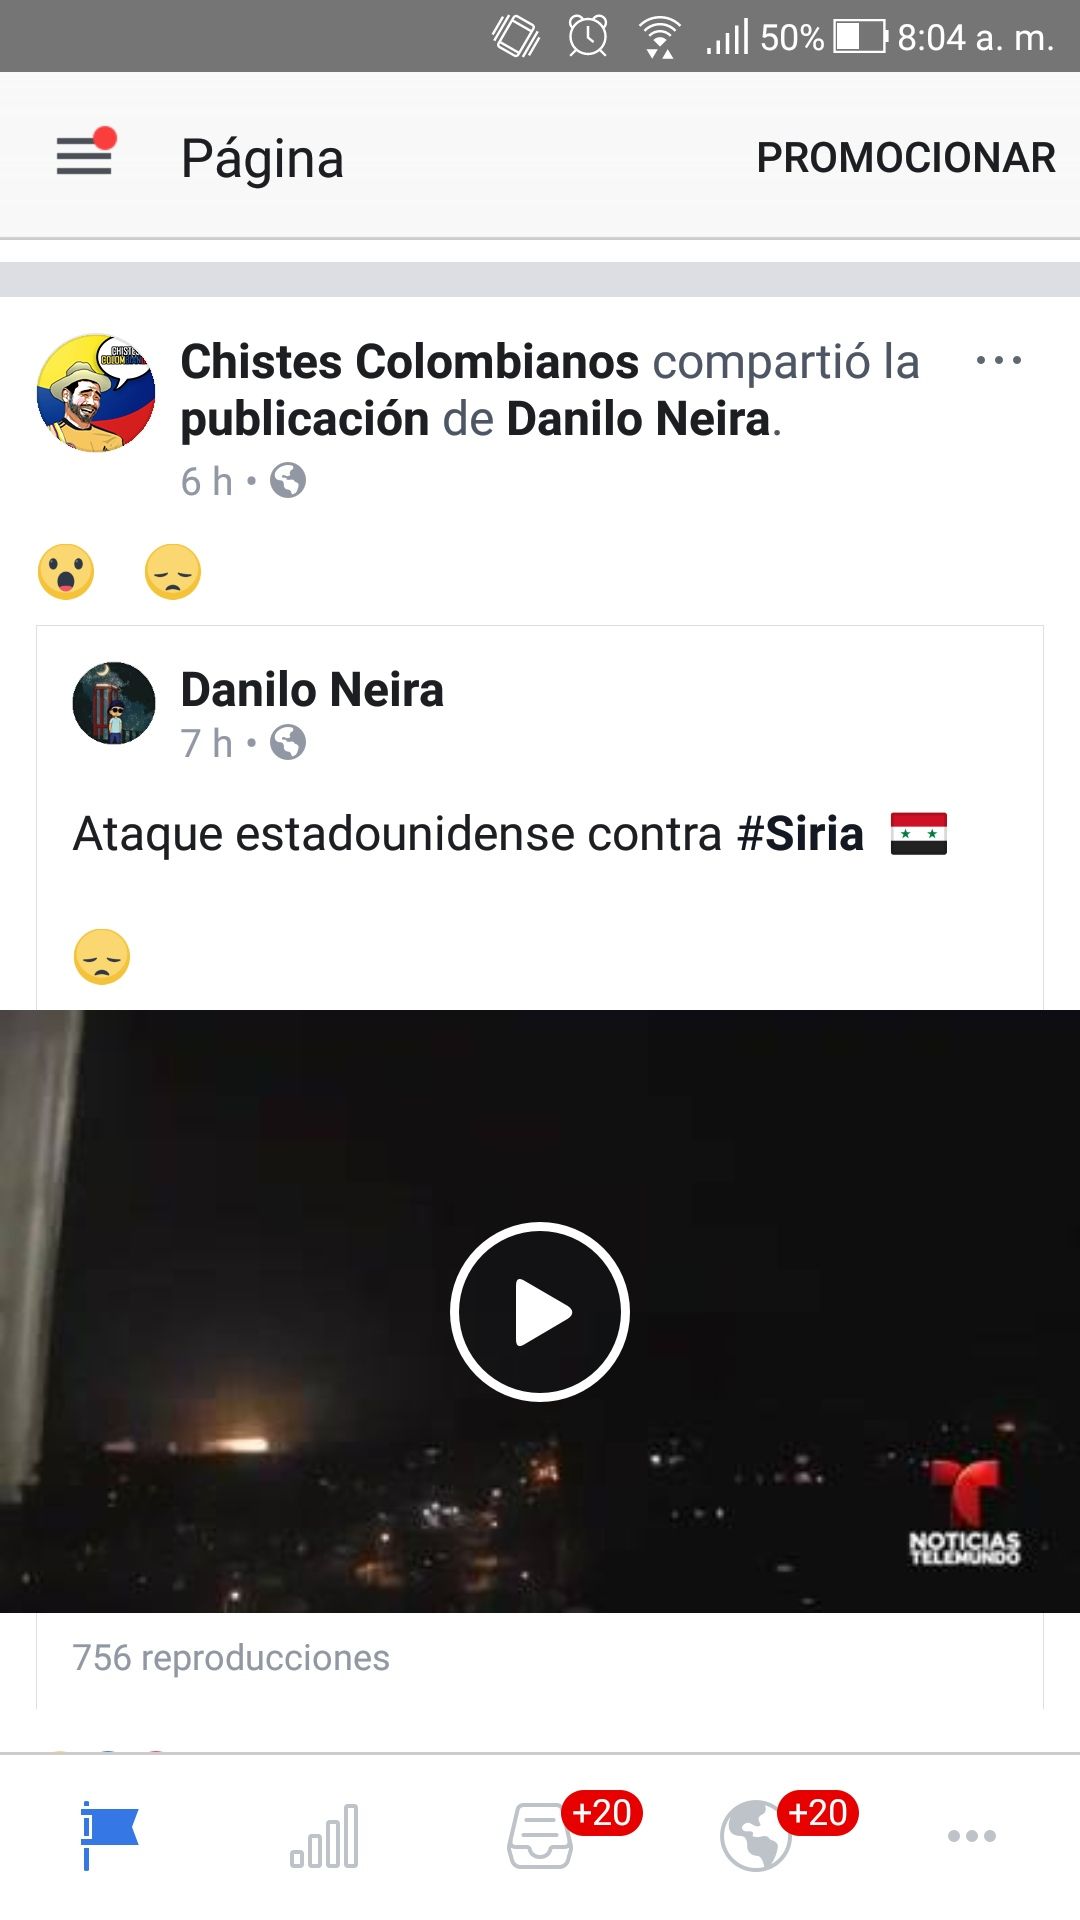 50% 8:04 a. m.
Página
PROMOCIONAR
CHISTES
Chistes Colombianos compartió la
publicación de Danilo Neira.
6 h •
Danilo Neira
7 h •
Ataque estadounidense contra #Siria
NOTICIAS
TELEMUNDO
756 reproducciones
+20
+20